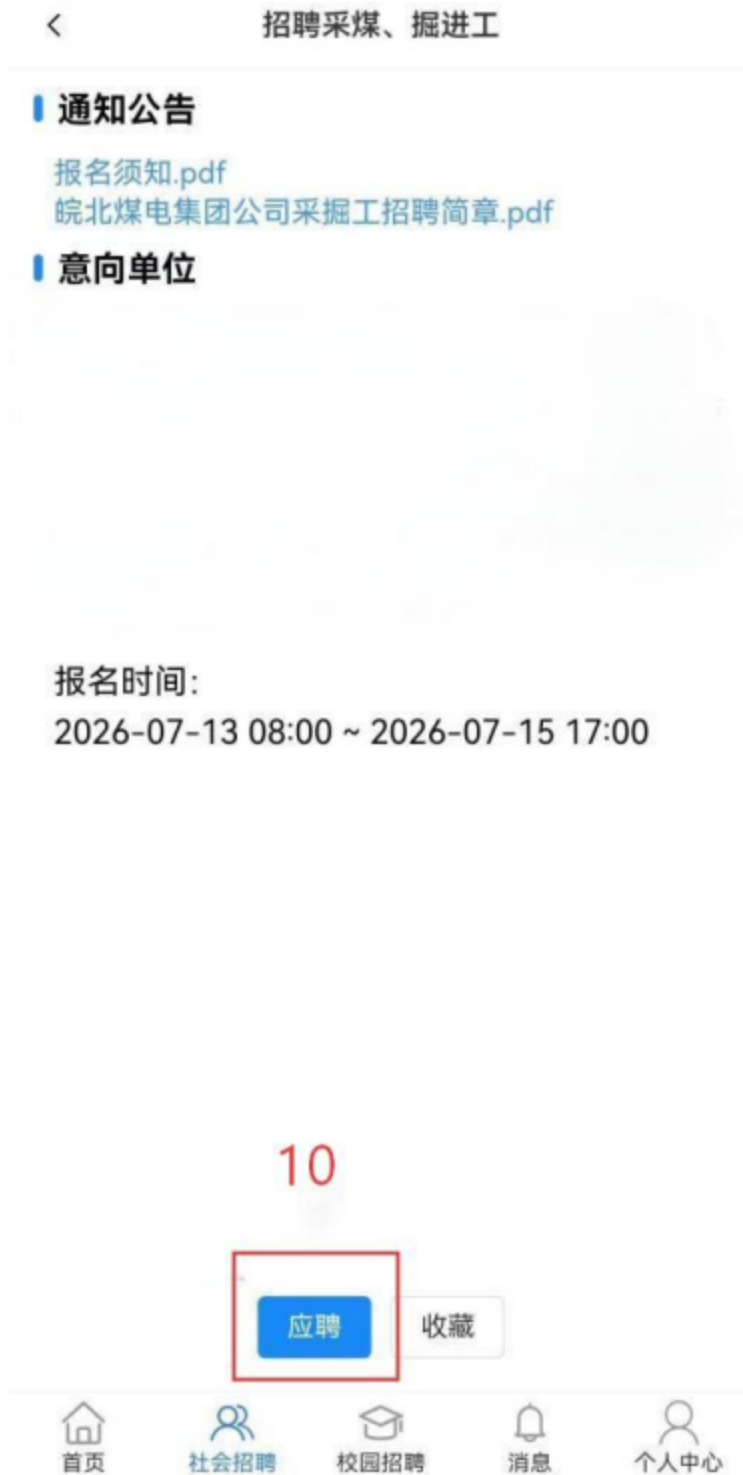 招聘采煤、掘进工
通知公告
报名须知.pdf
皖北煤电集团公司采掘工招聘简章.pdf
意向单位
报名时间：
2026-07-13 08:00 ~ 2026-07-15 17:00
10
应聘 收藏
首页 社会招聘 校园招聘 消息 个人中心